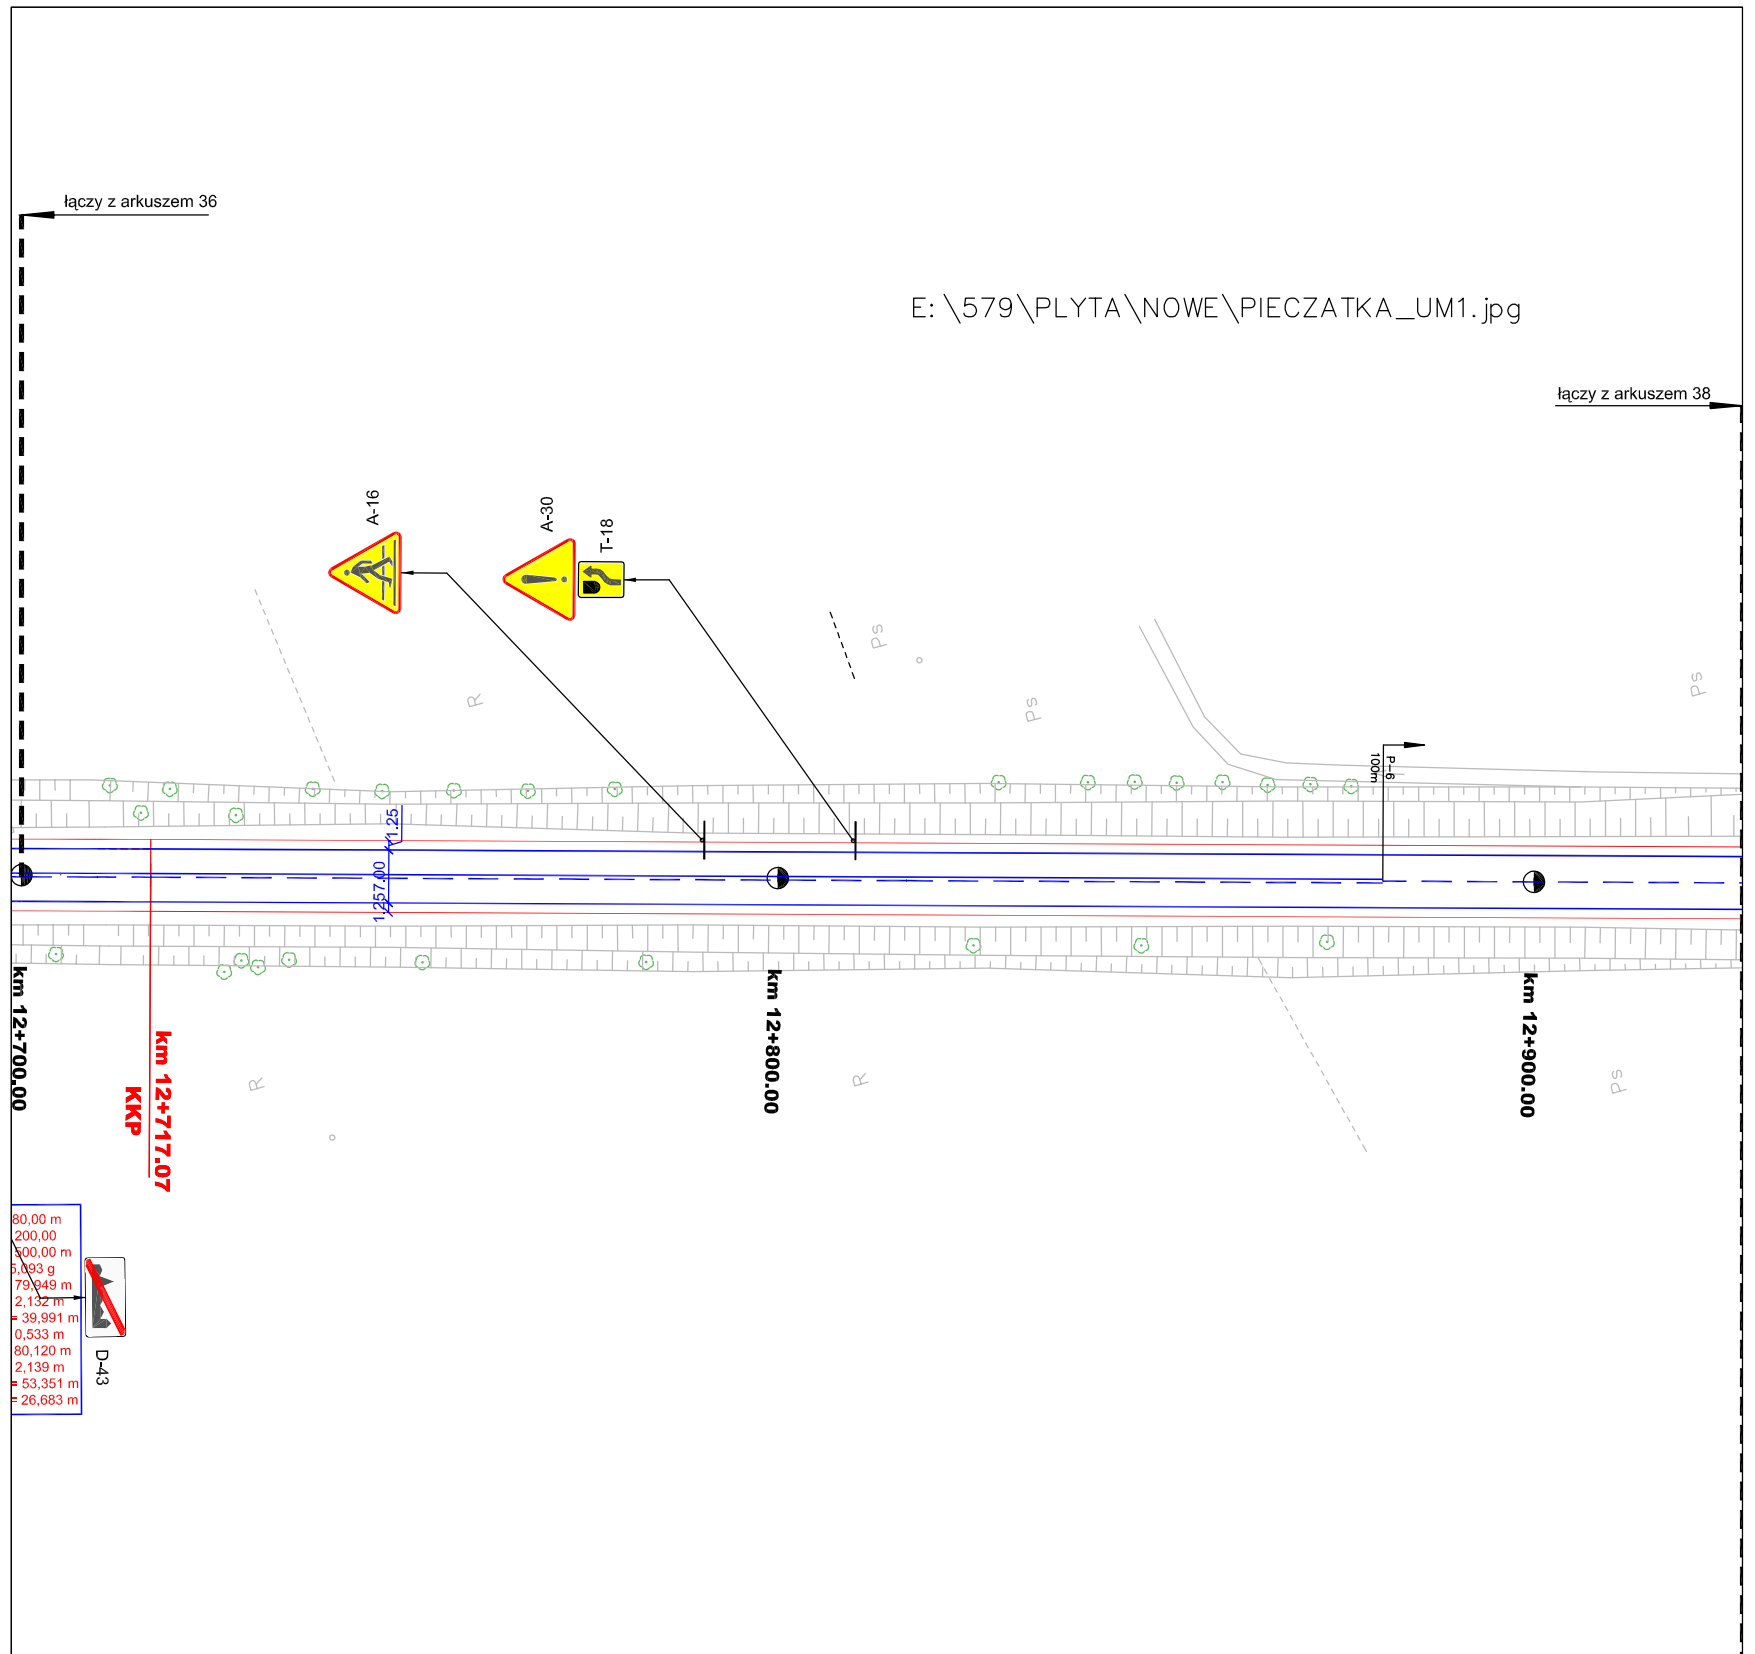 łączy z arkuszem 36
E:\579\PLYTA\NOWE\PIECZATKA_UM1.jpg
łączy z arkuszem 38
A-16
A-30
T-18
Ps
R
Ps
Ps
P-6
100m
1.25
7.00
1.25
km 12+700.00
km 12+800.00
km 12+900.00
km 12+717.07
KKP
R
R
Ps
80,00 m
200,00
500,00 m
5,093 g
79,949 m
2,132 m
= 39,991 m
0,533 m
80,120 m
2,139 m
= 53,351 m
= 26,683 m
D-43